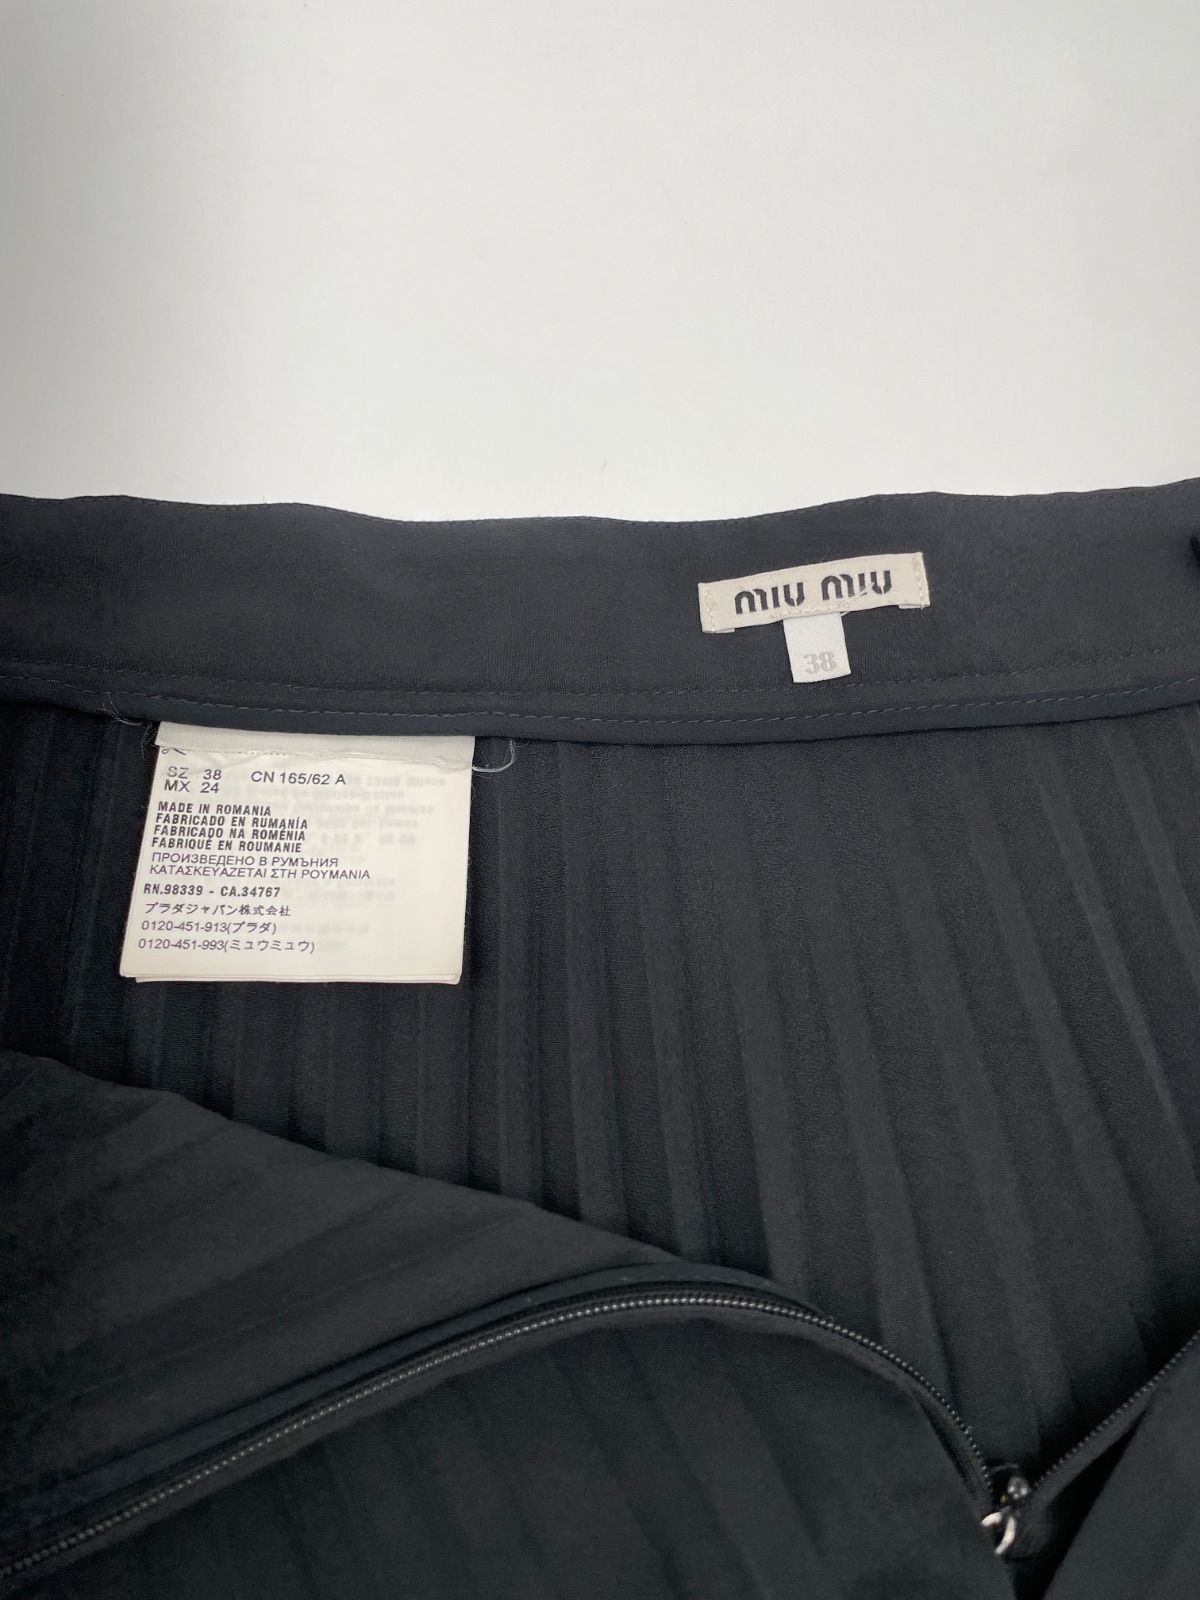 miu miu
38
SZ 38 CN 165/62 A
MX 24
MADE IN ROMANIA
FABRICADO EN RUMANÍA
FABRICADO NA ROMÉNIA
FABRIQUÉ EN ROUMANIE
ПРОИЗВЕДЕНО В РУМЪНИЯ
ΚΑΤΑΣΚΕΥΑΖΕΤΑΙ ΣΤΗ ΡΟΥΜΑΝΙΑ
RN.98339 - CA.34767
プラダジャパン株式会社
0120-451-913(プラダ)
0120-451-993(ミュウミュウ)